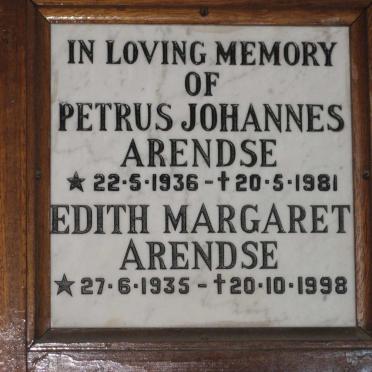 IN LOVING MEMORY
OF
PETRUS JOHANNES
ARENDSE
★ 22·5·1936 – ✝ 20·5·1981
EDITH MARGARET
ARENDSE
★ 27·6·1935 – ✝ 20·10·1998